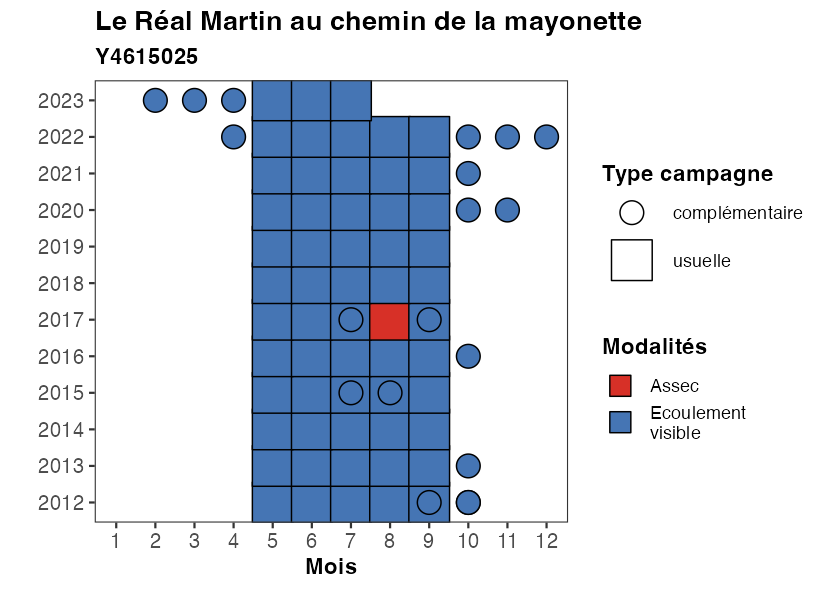 Le Réal Martin au chemin de la mayonette
Y4615025
2023
2022
2021
2020
2019
2018
2017
2016
2015
2014
2013
2012
1 2 3 4 5 6 7 8 9 10 11 12
Mois
Type campagne
complémentaire
usuelle
Modalités
Assec
Ecoulement
visible